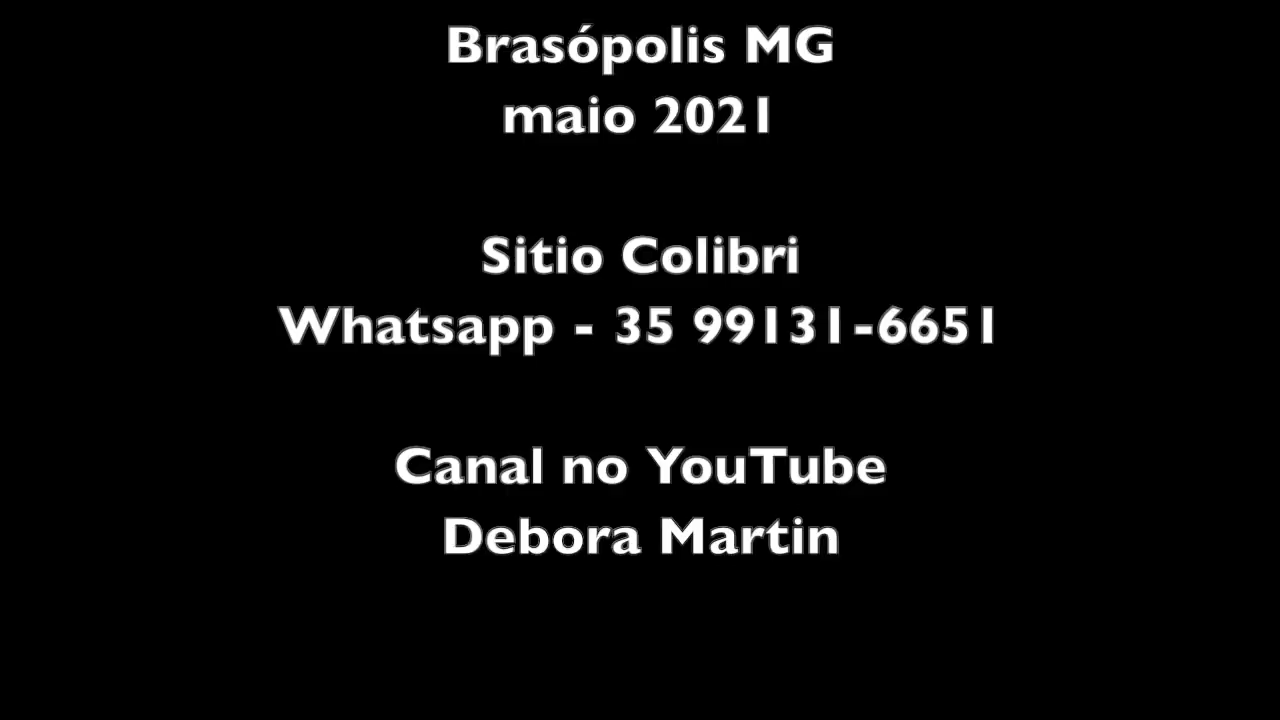 Brasópolis MG
maio 2021
Sitio Colibri
Whatsapp - 35 99131-6651
Canal no YouTube
Debora Martin